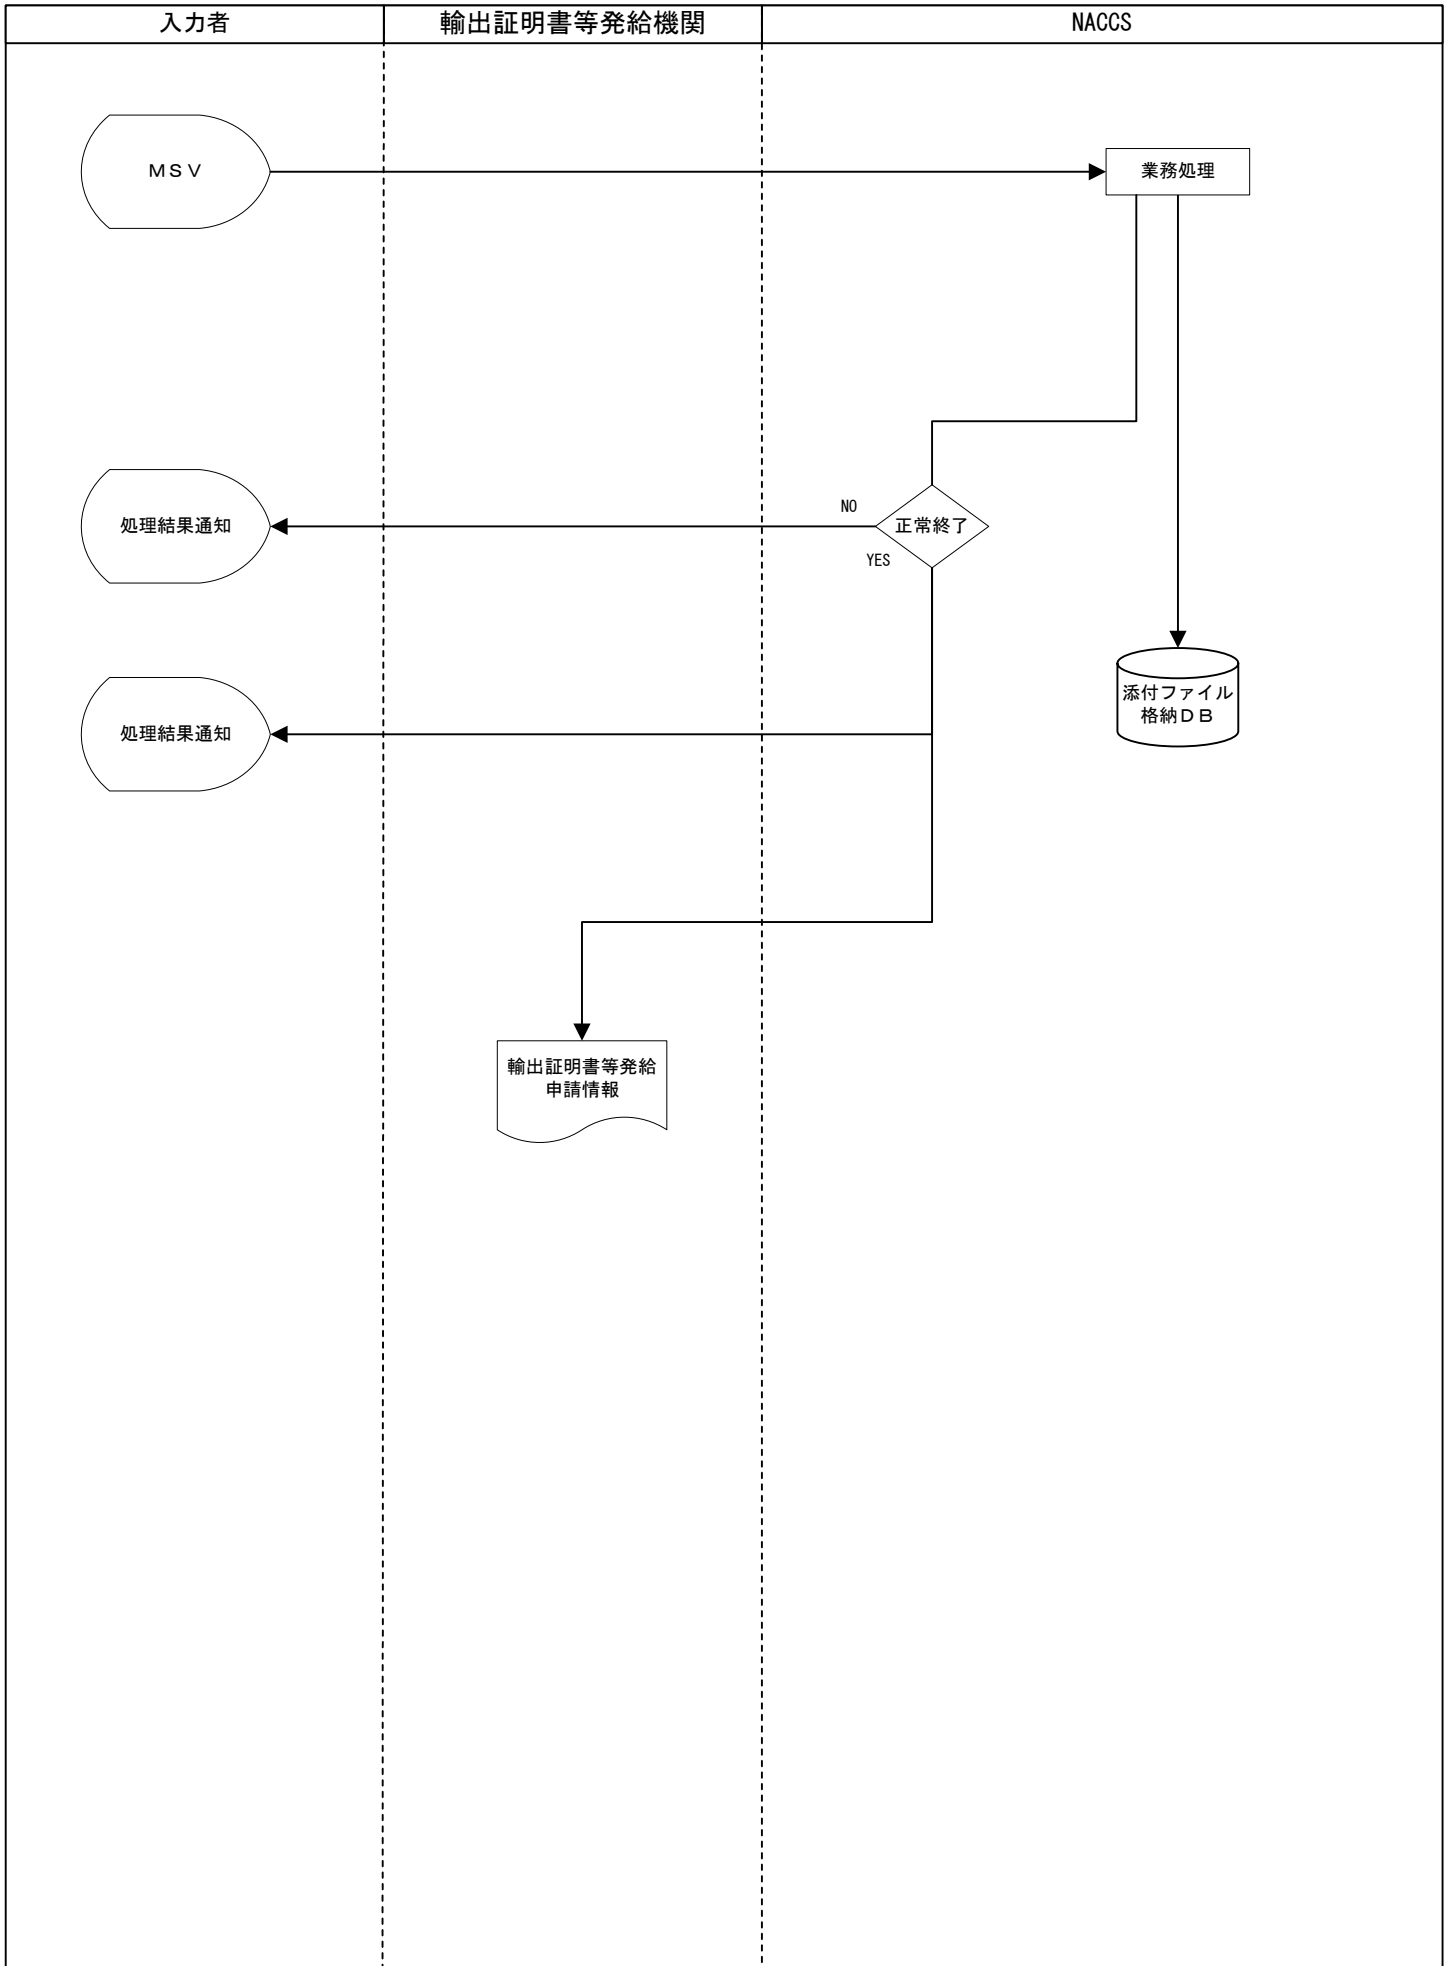 入力者
輸出証明書等発給機関
NACCS
ＭＳＶ
業務処理
処理結果通知
NO
正常終了
YES
添付ファイル
格納ＤＢ
処理結果通知
輸出証明書等発給
申請情報